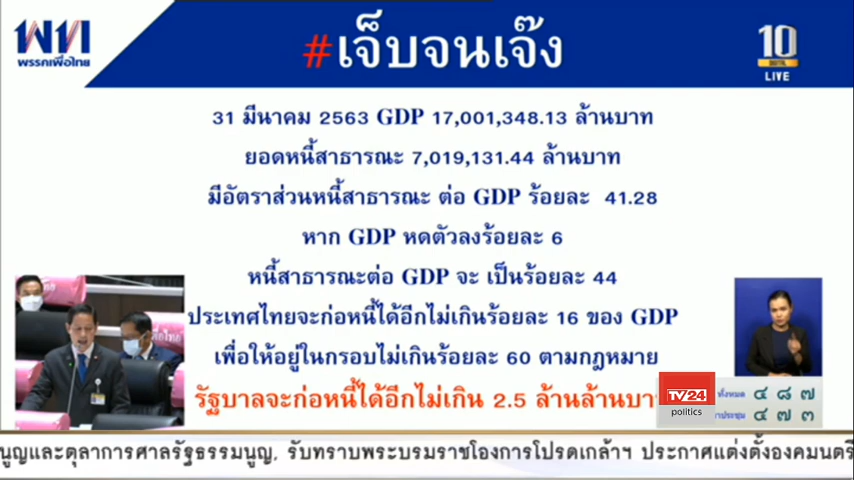 พท
พรรคเพื่อไทย
#เจ็บจนเจ๊ง
10
DIGITAL
LIVE
31 มีนาคม 2563 GDP 17,001,348.13 ล้านบาท
ยอดหนี้สาธารณะ 7,019,131.44 ล้านบาท
มีอัตราส่วนหนี้สาธารณะ ต่อ GDP ร้อยละ 41.28
หาก GDP หดตัวลงร้อยละ 6
หนี้สาธารณะต่อ GDP จะ เป็นร้อยละ 44
ประเทศไทยจะก่อหนี้ได้อีกไม่เกินร้อยละ 16 ของ GDP
เพื่อให้อยู่ในกรอบไม่เกินร้อยละ 60 ตามกฎหมาย
รัฐบาลจะก่อหนี้ได้อีกไม่เกิน 2.5 ล้านล้านบา
TV24
politics
ทั้งหมด ๔๘๗
าประชุม ๔๗๓
นูญและตุลาการศาลรัฐธรรมนูญ, รับทราบพระบรมราชโองการโปรดเกล้าฯ ประกาศแต่งตั้งองคมนตรี